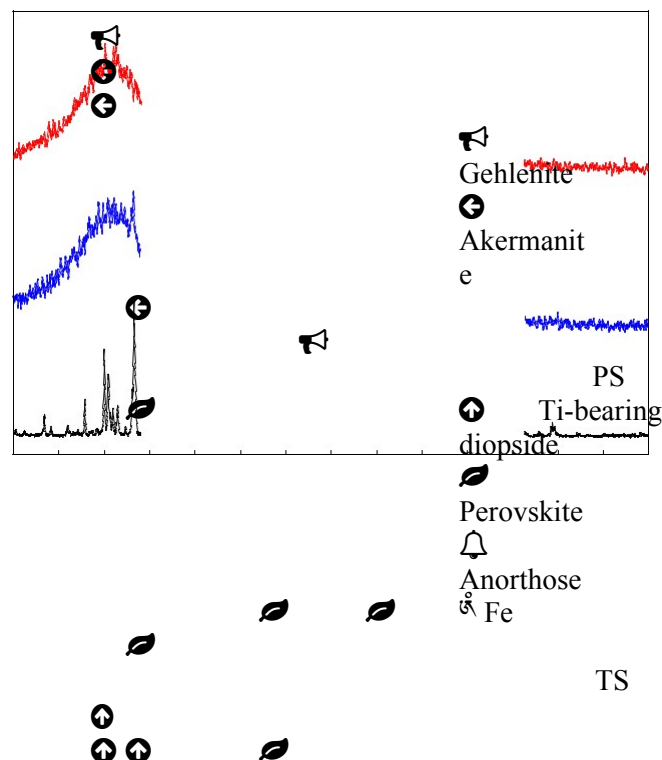 Gehlenite
Akermanit
e
PS
Ti-bearing
diopside
Perovskite
Anorthose
Fe
TS